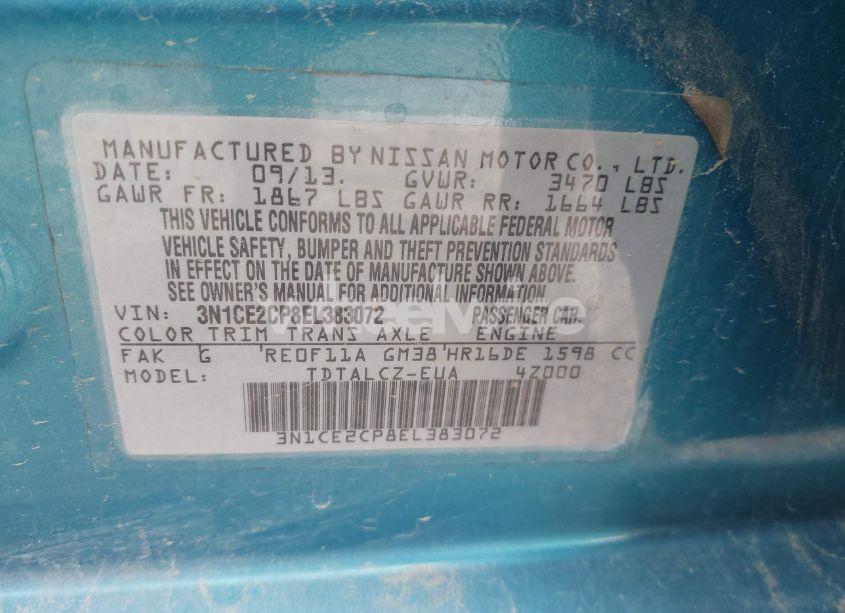 MANUFACTURED BY NISSAN MOTOR CO., LTD.
DATE: 09/13. GVWR: 3470 LBS
GAWR FR: 1867 LBS GAWR RR: 1664 LBS
THIS VEHICLE CONFORMS TO ALL APPLICABLE FEDERAL MOTOR
VEHICLE SAFETY, BUMPER AND THEFT PREVENTION STANDARDS
IN EFFECT ON THE DATE OF MANUFACTURE SHOWN ABOVE.
SEE OWNER'S MANUAL FOR ADDITIONAL INFORMATION.
VIN: 3N1CE2CP8EL383072 PASSENGER CAR
COLOR TRIM TRANS AXLE ENGINE
FAK G RE0F11A GM38 HR16DE 1598 CC
MODEL: TDTALCZ-EUA 4Z000
3N1CE2CP8EL383072